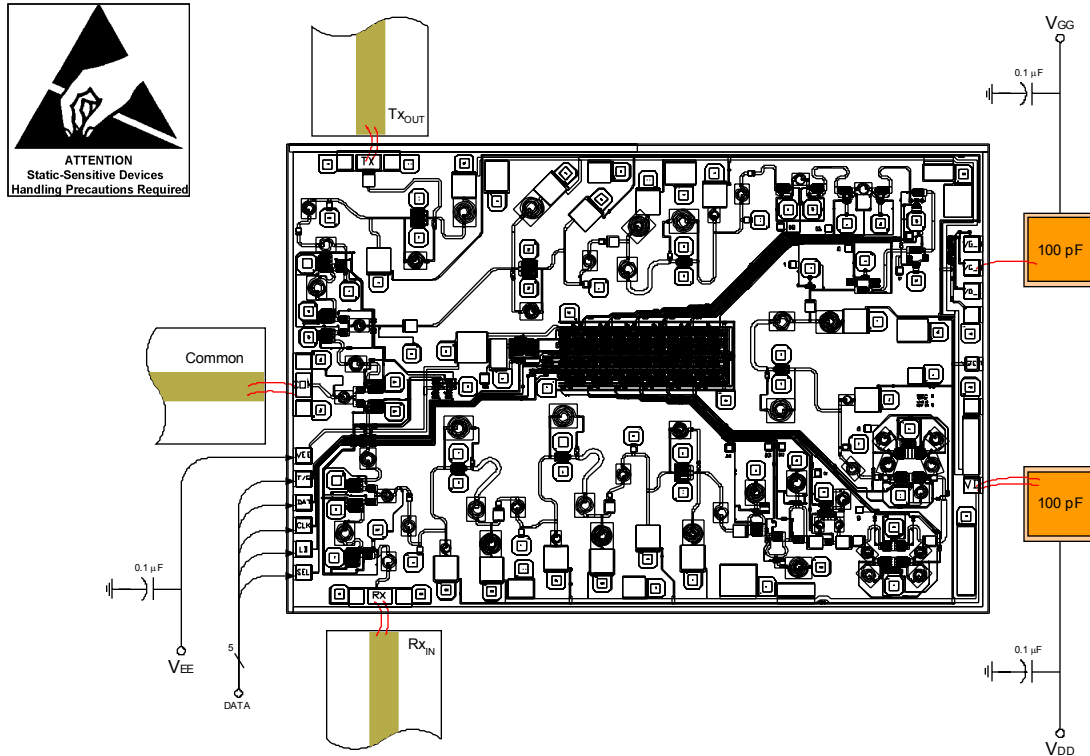 ATTENTION
Static-Sensitive Devices
Handling Precautions Required
TxOUT
TX
VGG
0.1 µF
100 pF
Common
VEE
T/R
DAT
CLK
LD
SEL
0.1 µF
100 pF
RX
RxIN
5
VEE
DATA
0.1 µF
VDD